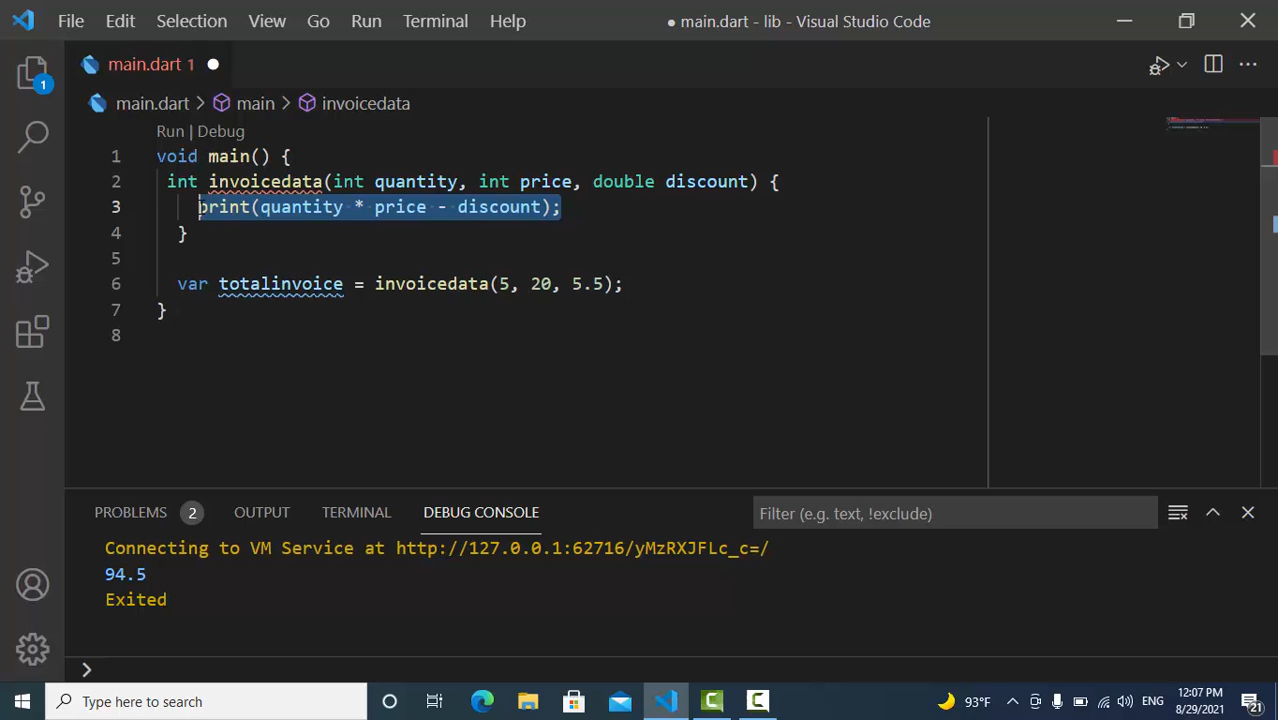 File Edit Selection View Go Run Terminal Help ● main.dart - lib - Visual Studio Code
main.dart 1
1
main.dart > main > invoicedata
Run | Debug
1 void main() {
2 int invoicedata(int quantity, int price, double discount) {
3 print(quantity * price - discount);
4 }
5
6 var totalinvoice = invoicedata(5, 20, 5.5);
7 }
8
PROBLEMS 2 OUTPUT TERMINAL DEBUG CONSOLE Filter (e.g. text, !exclude)
Connecting to VM Service at http://127.0.0.1:62716/yMzRXJFLc_c=/
94.5
Exited
>
Type here to search 93°F ENG 12:07 PM
8/29/2021 21